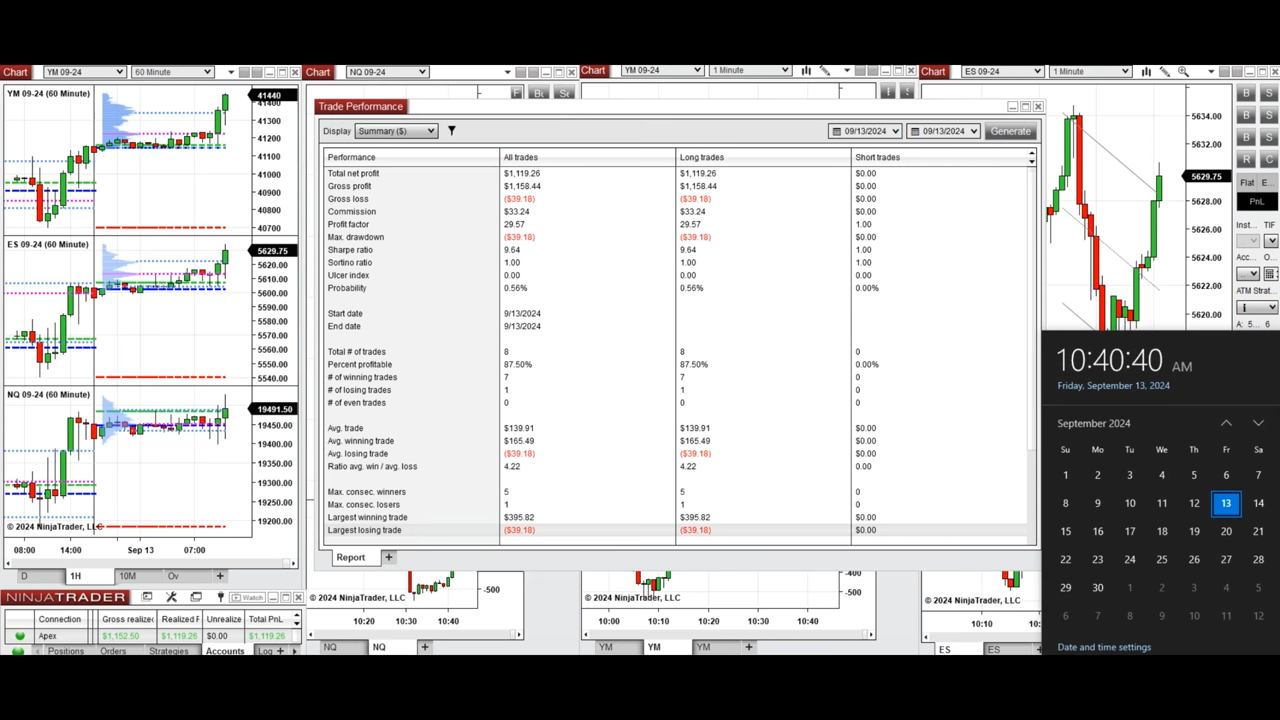 Chart YM 09-24 60 Minute
YM 09-24 (60 Minute)
41440
41400
41300
41200
41100
41000
40900
40800
40700
ES 09-24 (60 Minute)
5629.75
5620.00
5610.00
5600.00
5590.00
5580.00
5570.00
5560.00
5550.00
5540.00
NQ 09-24 (60 Minute)
19491.50
19450.00
19350.00
19300.00
19250.00
19200.00
© 2024 NinjaTrader, LLC
08:00 14:00 Sep 13 07:00
D 1H 10M Ov +
NINJATRADER Watch
Connection Gross realized Realized P Unrealize Total PnL
Apex $1,152.50 $1,119.26 $0.00 $1,119.26
Positions Orders Strategies Accounts Log +
Chart NQ 09-24
Trade Performance
Display Summary ($) 09/13/2024 09/13/2024 Generate
Performance All trades Long trades Short trades
Total net profit $1,119.26 $1,119.26 $0.00
Gross profit $1,158.44 $1,158.44 $0.00
Gross loss ($39.18) ($39.18) $0.00
Commission $33.24 $33.24 $0.00
Profit factor 29.57 29.57 1.00
Max. drawdown ($39.18) ($39.18) $0.00
Sharpe ratio 9.64 9.64 1.00
Sortino ratio 1.00 1.00 1.00
Ulcer index 0.00 0.00 0.00
Probability 0.56% 0.56% 0.00%
Start date 9/13/2024
End date 9/13/2024
Total # of trades 8 8 0
Percent profitable 87.50% 87.50% 0.00%
# of winning trades 7 7 0
# of losing trades 1 1 0
# of even trades 0 0 0
Avg. trade $139.91 $139.91 $0.00
Avg. winning trade $165.49 $165.49 $0.00
Avg. losing trade ($39.18) ($39.18) $0.00
Ratio avg. win / avg. loss 4.22 4.22 0.00
Max. consec. winners 5 5 0
Max. consec. losers 1 1 0
Largest winning trade $395.82 $395.82 $0.00
Largest losing trade ($39.18) ($39.18) $0.00
Report +
-500
© 2024 NinjaTrader, LLC
10:20 10:30 10:40
NQ NQ +
Chart YM 09-24 1 Minute
-400
-500
© 2024 NinjaTrader, LLC
10:00 10:10 10:20 10:30 10:40
YM YM YM +
Chart ES 09-24 1 Minute
5634.00
5632.00
5629.75
5628.00
5626.00
5624.00
5622.00
5620.00
© 2024 NinjaTrader, LLC
10:10
ES ES
B S
B S
B S
R C
Flat E...
PnL
Inst... TIF
Acc... O...
ATM Strat...
A: 5... 6
10:40:40 AM
Friday, September 13, 2024
September 2024
Su Mo Tu We Th Fr Sa
1 2 3 4 5 6 7
8 9 10 11 12 13 14
15 16 17 18 19 20 21
22 23 24 25 26 27 28
29 30 1 2 3 4 5
6 7 8 9 10 11 12
Date and time settings